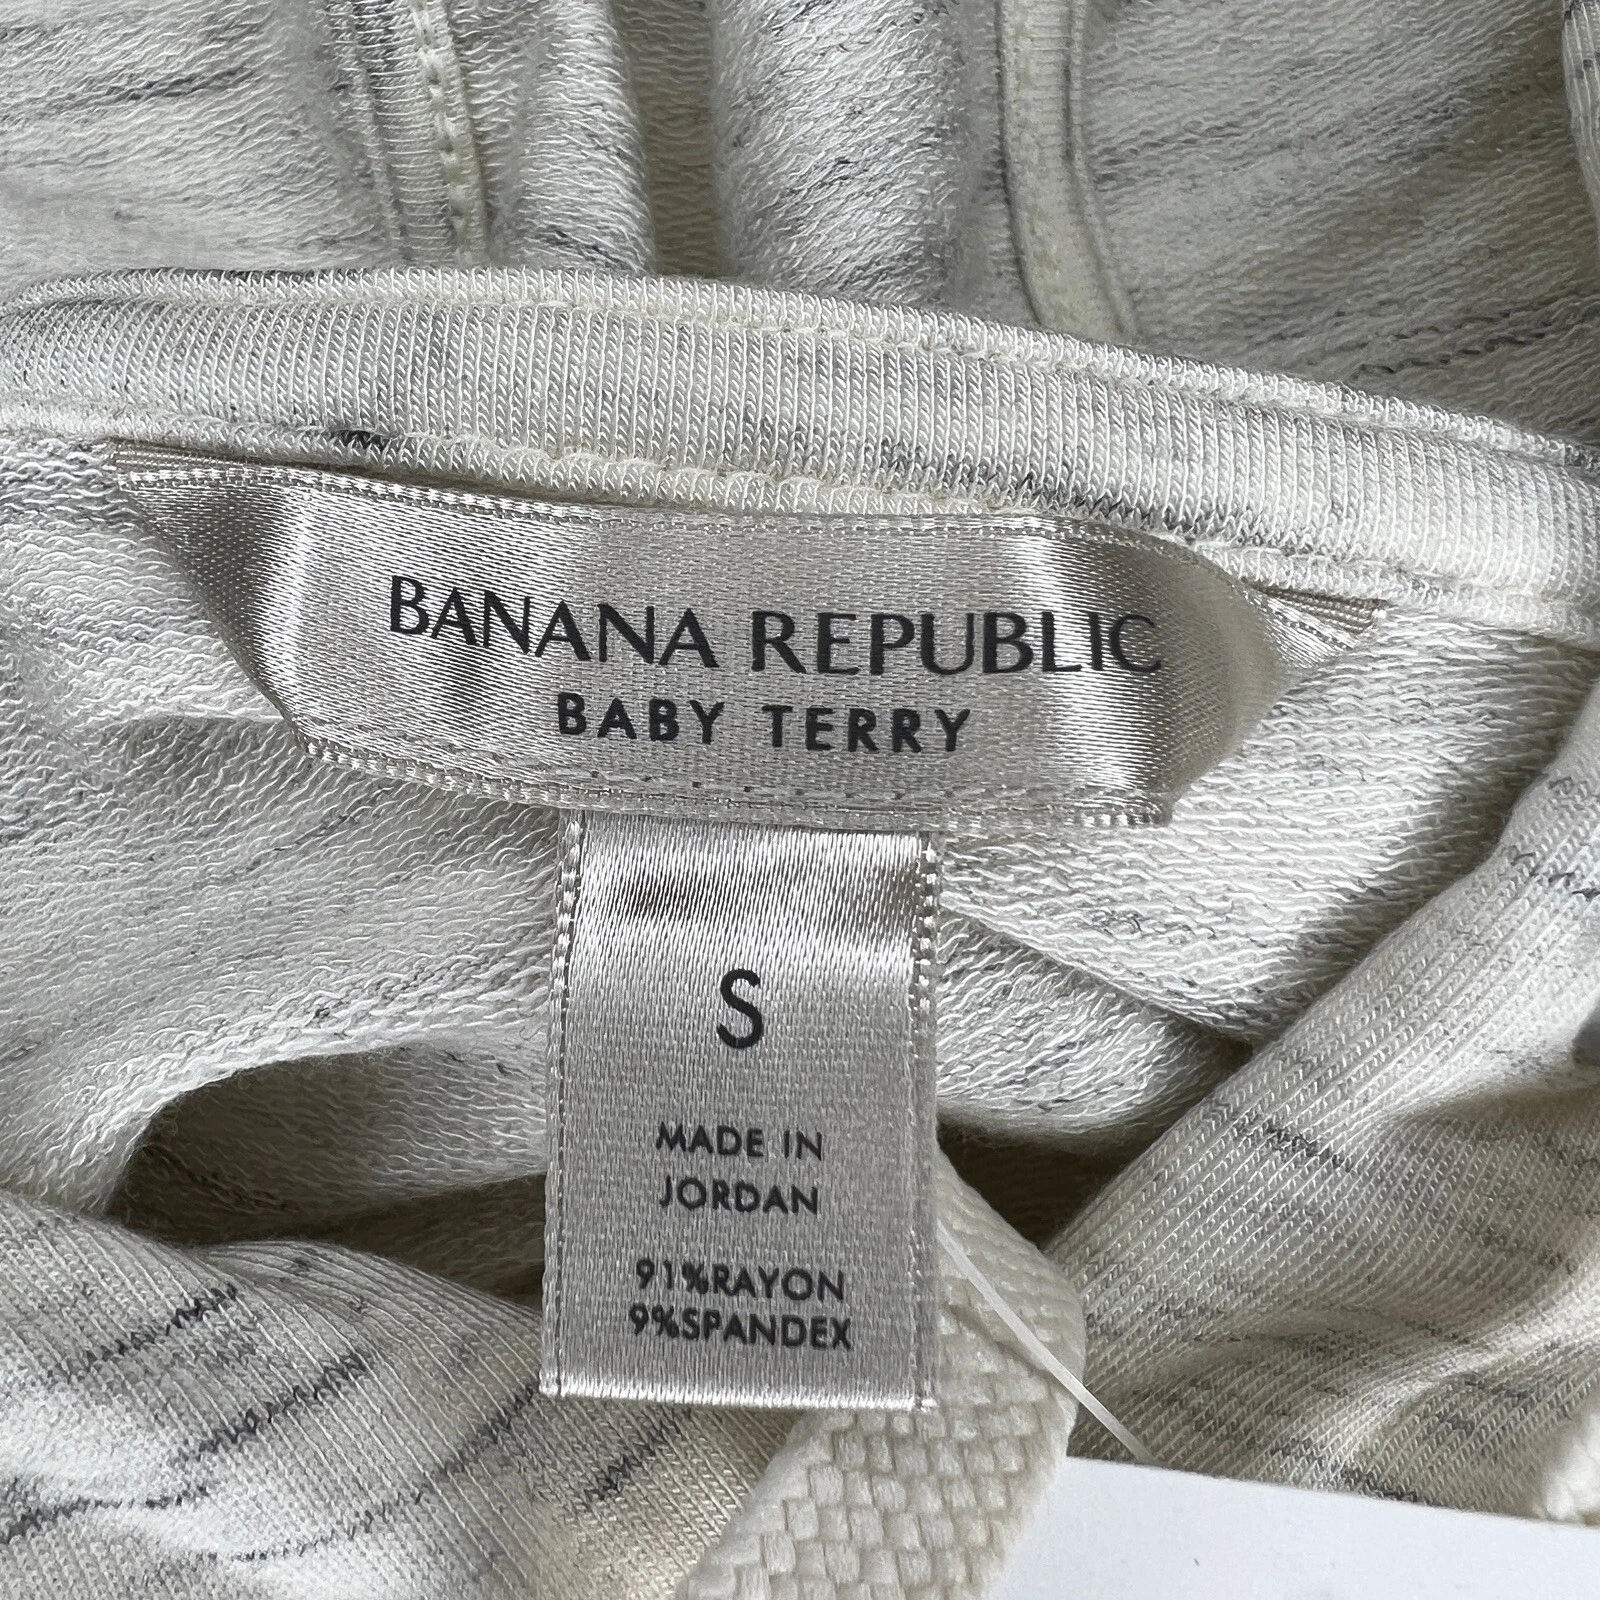 BANANA REPUBLIC
BABY TERRY
S
MADE IN
JORDAN
91%RAYON
9%SPANDEX